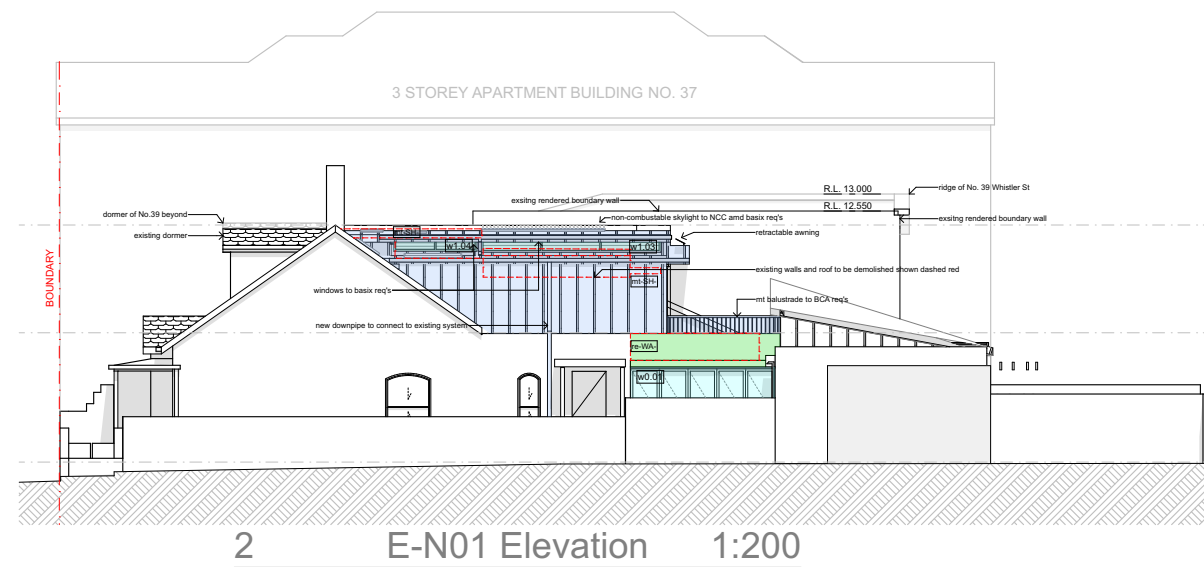 3 STOREY APARTMENT BUILDING NO. 37
BOUNDARY
R.L. 13.000
ridge of No. 39 Whistler St
exsitng rendered boundary wall
R.L. 12.550
dormer of No.39 beyond
non-combustable skylight to NCC amd basix req's
exsitng rendered boundary wall
existing dormer
retractable awning
w1.04
w1.03
existing walls and roof to be demolished shown dashed red
mt-SH-
windows to basix req's
mt balustrade to BCA req's
new downpipe to connect to existing system
re-WA-
w0.01
2 E-N01 Elevation 1:200